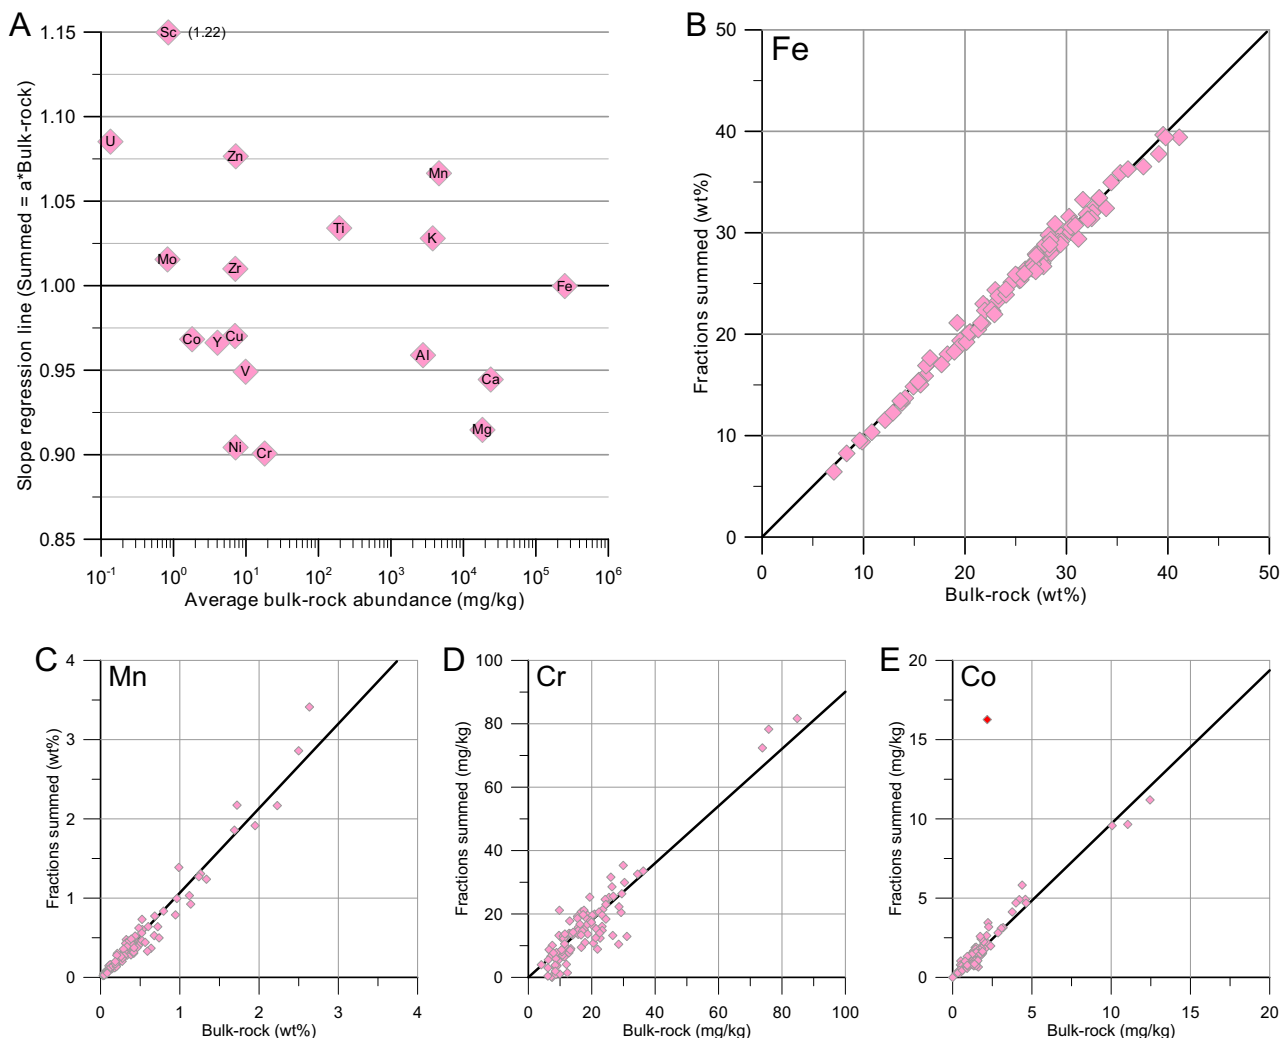 A
B
Slope regression line (Summed = a*Bulk-rock)
1.15
1.10
1.05
1.00
0.95
0.90
0.85
Sc (1.22)
U
Zn
Mn
Ti
K
Mo
Zr
Fe
Co
Y
Cu
V
Al
Ca
Mg
Ni
Cr
10-1 100 101 102 103 104 105 106
Average bulk-rock abundance (mg/kg)
Fe
Fractions summed (wt%)
50
40
30
20
10
0
0 10 20 30 40 50
Bulk-rock (wt%)
C
Mn
Fractions summed (wt%)
4
3
2
1
0
0 1 2 3 4
Bulk-rock (wt%)
D
Cr
Fractions summed (mg/kg)
100
80
60
40
20
0
0 20 40 60 80 100
Bulk-rock (mg/kg)
E
Co
Fractions summed (mg/kg)
20
15
10
5
0
0 5 10 15 20
Bulk-rock (mg/kg)